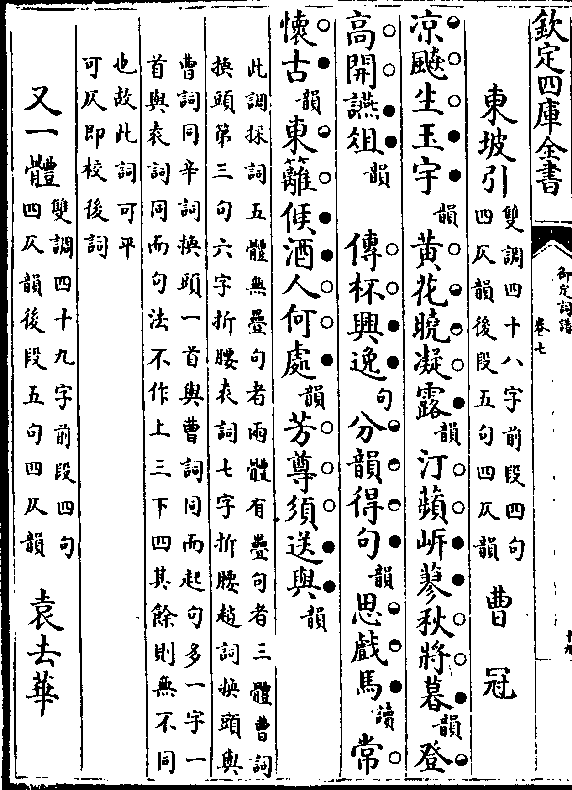 欽定四庫全書
御定詞譜
卷七
東坡引
雙調四十八字前段四句
四仄韻後段五句四仄韻
曹冠
凉飈生玉宇韻黃花曉凝露韻汀蘋岍蓼秋將暮韻登
高開讌俎韻 傳杯興逸句分韻得句韻思戲馬讀常
懷古韻東籬候酒人何處韻芳尊須送與韻
此調採詞五體無疊句者兩體有疊句者三體曹詞
換頭第三句六字折腰袁詞七字折腰趙詞換頭與
曹詞同辛詞換頭一首與曹詞同而起句多一字一
首與袁詞同而句法不作上三下四其餘則無不同
也故此詞可平
可仄即校後詞
又一體
雙調四十九字前段四句
四仄韻後段五句四仄韻
袁去華